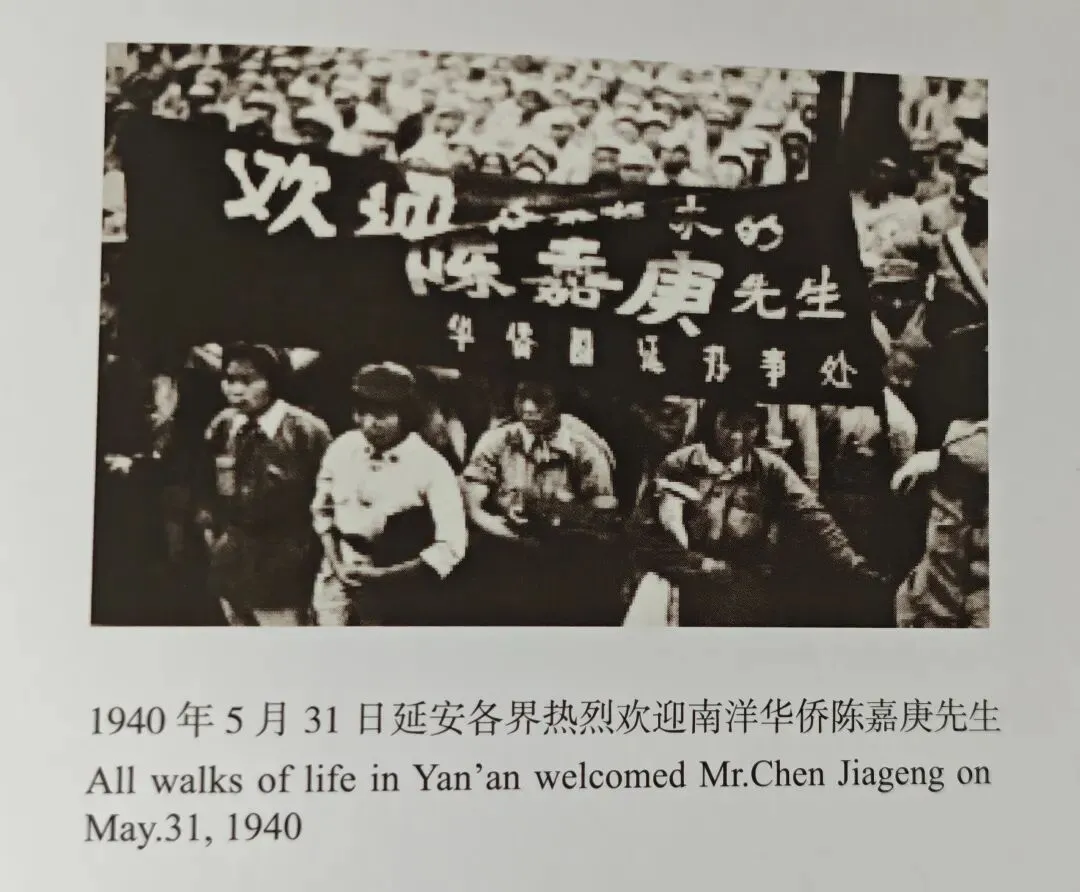 欢迎 来的
陈嘉庚先生
华侨 办事处
1940 年 5 月 31 日延安各界热烈欢迎南洋华侨陈嘉庚先生
All walks of life in Yan’an welcomed Mr.Chen Jiageng on
May.31, 1940